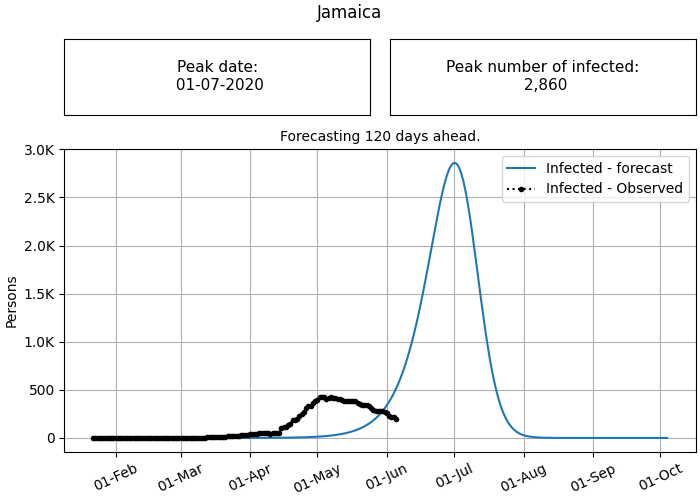 Jamaica
Peak date:
01-07-2020
Peak number of infected:
2,860
Forecasting 120 days ahead.
3.0K
2.5K
2.0K
1.5K
1.0K
500
0
Persons
Infected - forecast
Infected - Observed
01-Feb
01-Mar
01-Apr
01-May
01-Jun
01-Jul
01-Aug
01-Sep
01-Oct